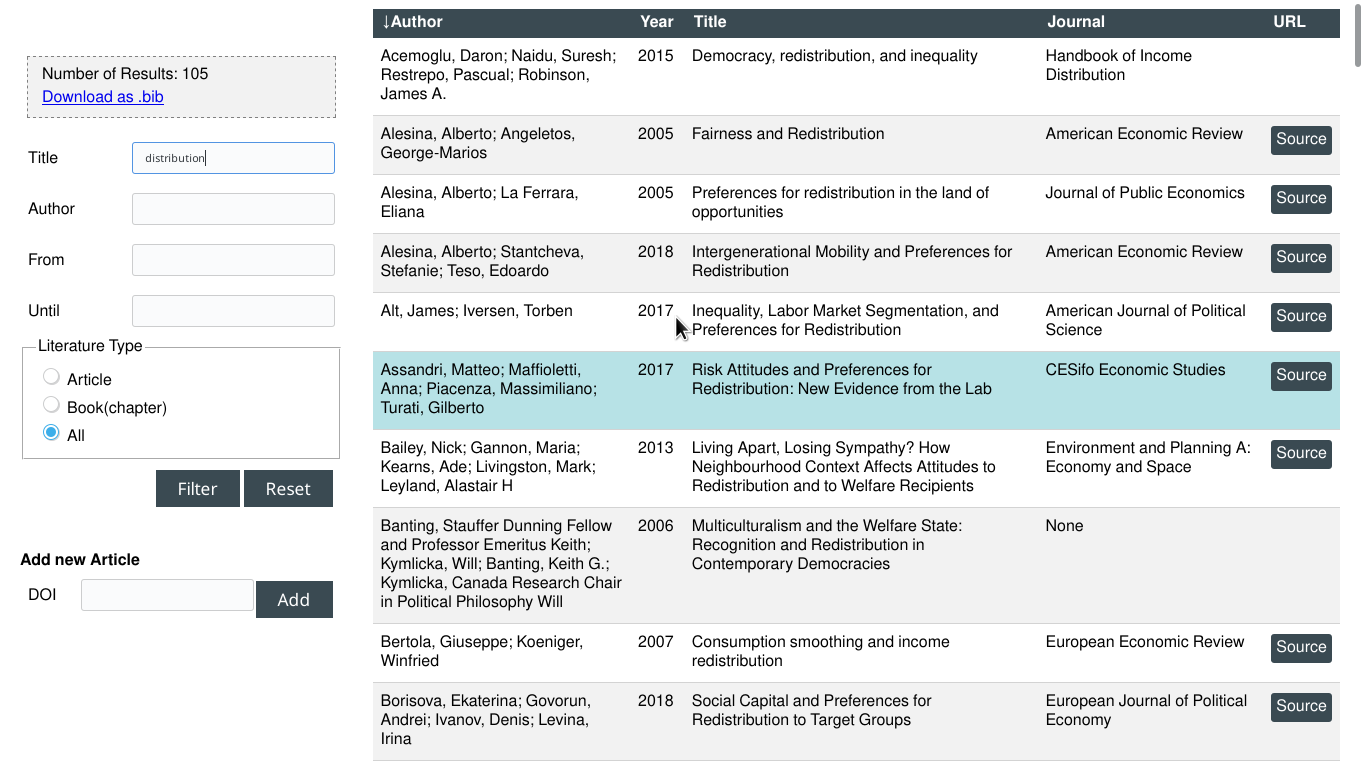 Number of Results: 105
Download as .bib
Title
distribution
Author
From
Until
Literature Type
Article
Book(chapter)
All
Filter
Reset
Add new Article
DOI
Add
↓Author Year Title Journal URL
Acemoglu, Daron; Naidu, Suresh; 2015 Democracy, redistribution, and inequality Handbook of Income
Restrepo, Pascual; Robinson, Distribution
James A.
Alesina, Alberto; Angeletos, 2005 Fairness and Redistribution American Economic Review Source
George-Marios
Alesina, Alberto; La Ferrara, 2005 Preferences for redistribution in the land of Journal of Public Economics Source
Eliana opportunities
Alesina, Alberto; Stantcheva, 2018 Intergenerational Mobility and Preferences for American Economic Review Source
Stefanie; Teso, Edoardo Redistribution
Alt, James; Iversen, Torben 2017 Inequality, Labor Market Segmentation, and American Journal of Political Source
Preferences for Redistribution Science
Assandri, Matteo; Maffioletti, 2017 Risk Attitudes and Preferences for CESifo Economic Studies Source
Anna; Piacenza, Massimiliano; Redistribution: New Evidence from the Lab
Turati, Gilberto
Bailey, Nick; Gannon, Maria; 2013 Living Apart, Losing Sympathy? How Environment and Planning A: Source
Kearns, Ade; Livingston, Mark; Neighbourhood Context Affects Attitudes to Economy and Space
Leyland, Alastair H Redistribution and to Welfare Recipients
Banting, Stauffer Dunning Fellow 2006 Multiculturalism and the Welfare State: None
and Professor Emeritus Keith; Recognition and Redistribution in
Kymlicka, Will; Banting, Keith G.; Contemporary Democracies
Kymlicka, Canada Research Chair
in Political Philosophy Will
Bertola, Giuseppe; Koeniger, 2007 Consumption smoothing and income European Economic Review Source
Winfried redistribution
Borisova, Ekaterina; Govorun, 2018 Social Capital and Preferences for European Journal of Political Source
Andrei; Ivanov, Denis; Levina, Redistribution to Target Groups Economy
Irina